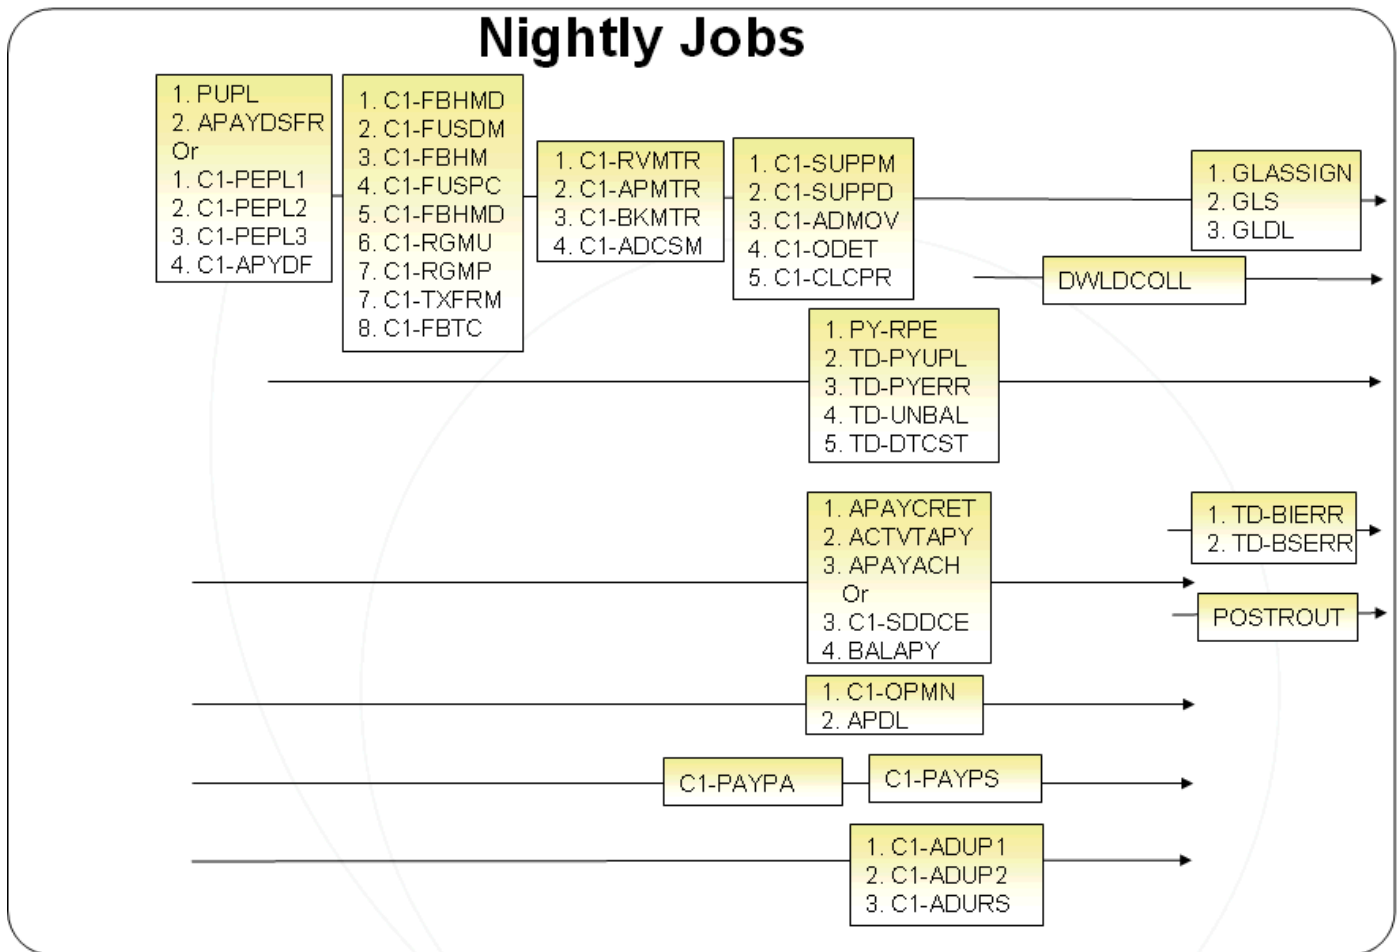 Nightly Jobs
1. PUPL
2. APAYDSFR
Or
1. C1-PEPL1
2. C1-PEPL2
3. C1-PEPL3
4. C1-APYDF
1. C1-FBHMD
2. C1-FUSDM
3. C1-FBHM
4. C1-FUSPC
5. C1-FBHMD
6. C1-RGMU
7. C1-RGMP
7. C1-TXFRM
8. C1-FBTC
1. C1-RVMTR
2. C1-APMTR
3. C1-BKMTR
4. C1-ADCSM
1. C1-SUPPM
2. C1-SUPPD
3. C1-ADMOV
4. C1-ODET
5. C1-CLCPR
1. GLASSIGN
2. GLS
3. GLDL
DWLDCOLL
1. PY-RPE
2. TD-PYUPL
3. TD-PYERR
4. TD-UNBAL
5. TD-DTCST
1. APAYCRET
2. ACTVTAPY
3. APAYACH
Or
3. C1-SDDCE
4. BALAPY
1. TD-BIERR
2. TD-BSERR
POSTROUT
1. C1-OPMN
2. APDL
C1-PAYPA
C1-PAYPS
1. C1-ADUP1
2. C1-ADUP2
3. C1-ADURS